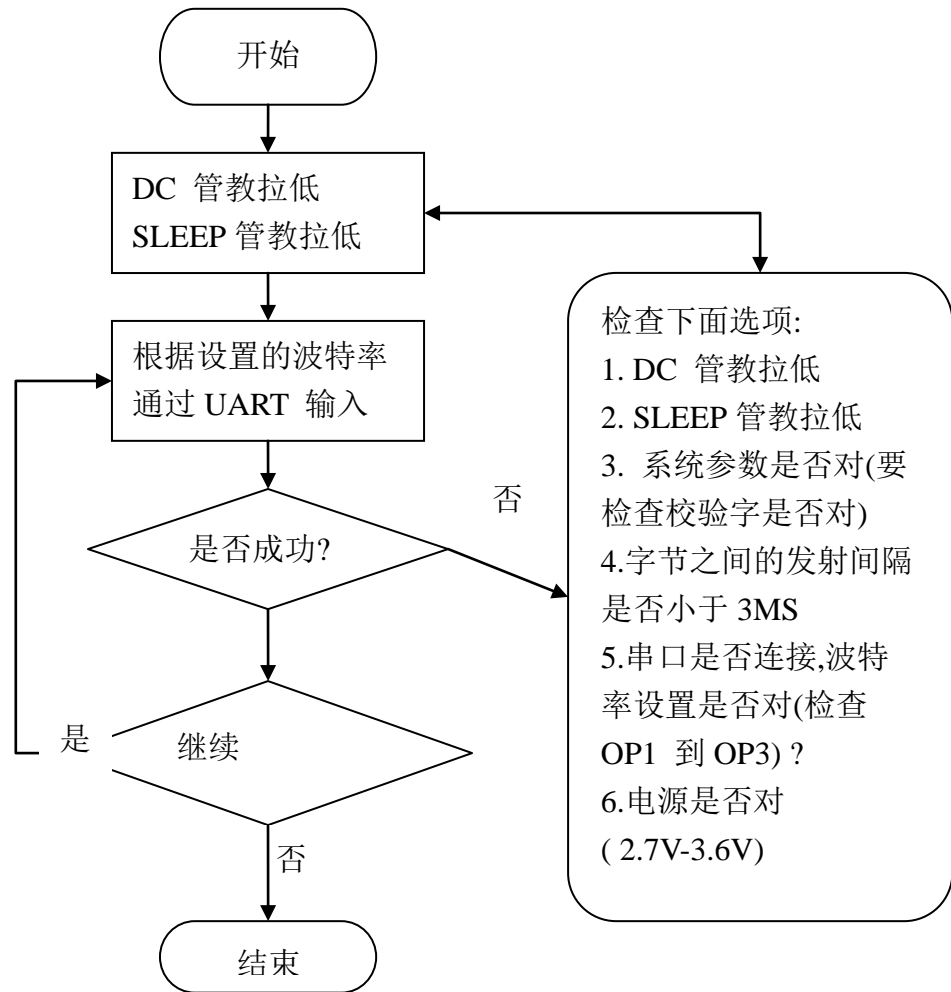 开始
DC 管教拉低
SLEEP 管教拉低
根据设置的波特率
通过 UART 输入
是否成功?
否
检查下面选项:
1. DC 管教拉低
2. SLEEP 管教拉低
3. 系统参数是否对(要
检查校验字是否对)
4.字节之间的发射间隔
是否小于 3MS
5.串口是否连接,波特
率设置是否对(检查
OP1 到 OP3) ?
6.电源是否对
( 2.7V-3.6V)
是
继续
否
结束